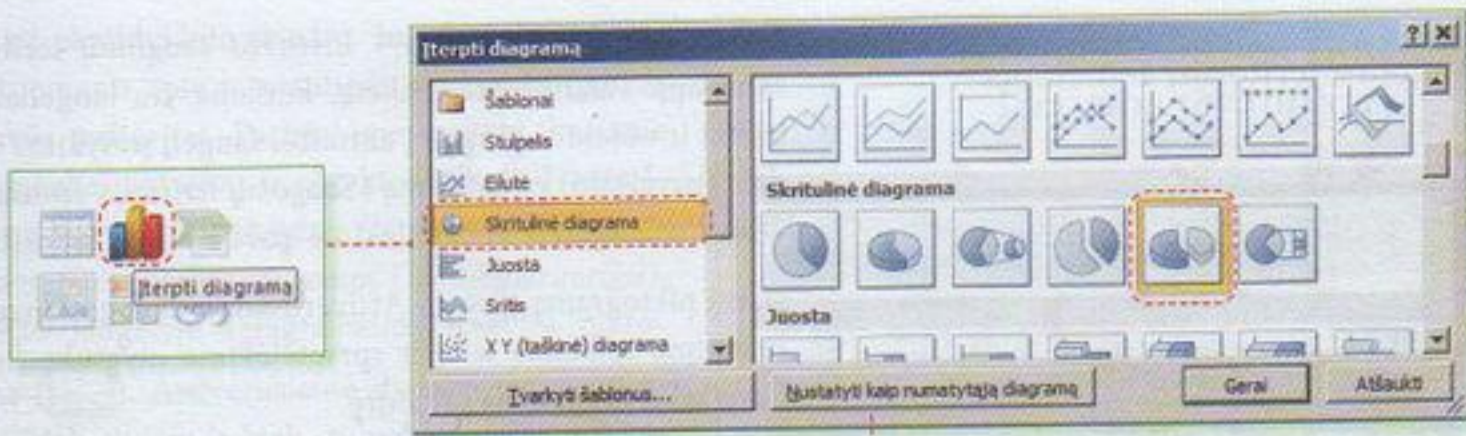 Įterpti diagramą
Įterpti diagramą
Šablonai
Stulpelis
Eilutė
Skritulinė diagrama
Juosta
Sritis
X Y (taškinė) diagrama
Tvarkyti šablonus...
Skritulinė diagrama
Juosta
Nustatyti kaip numatytąją diagramą
Gerai
Atšaukti